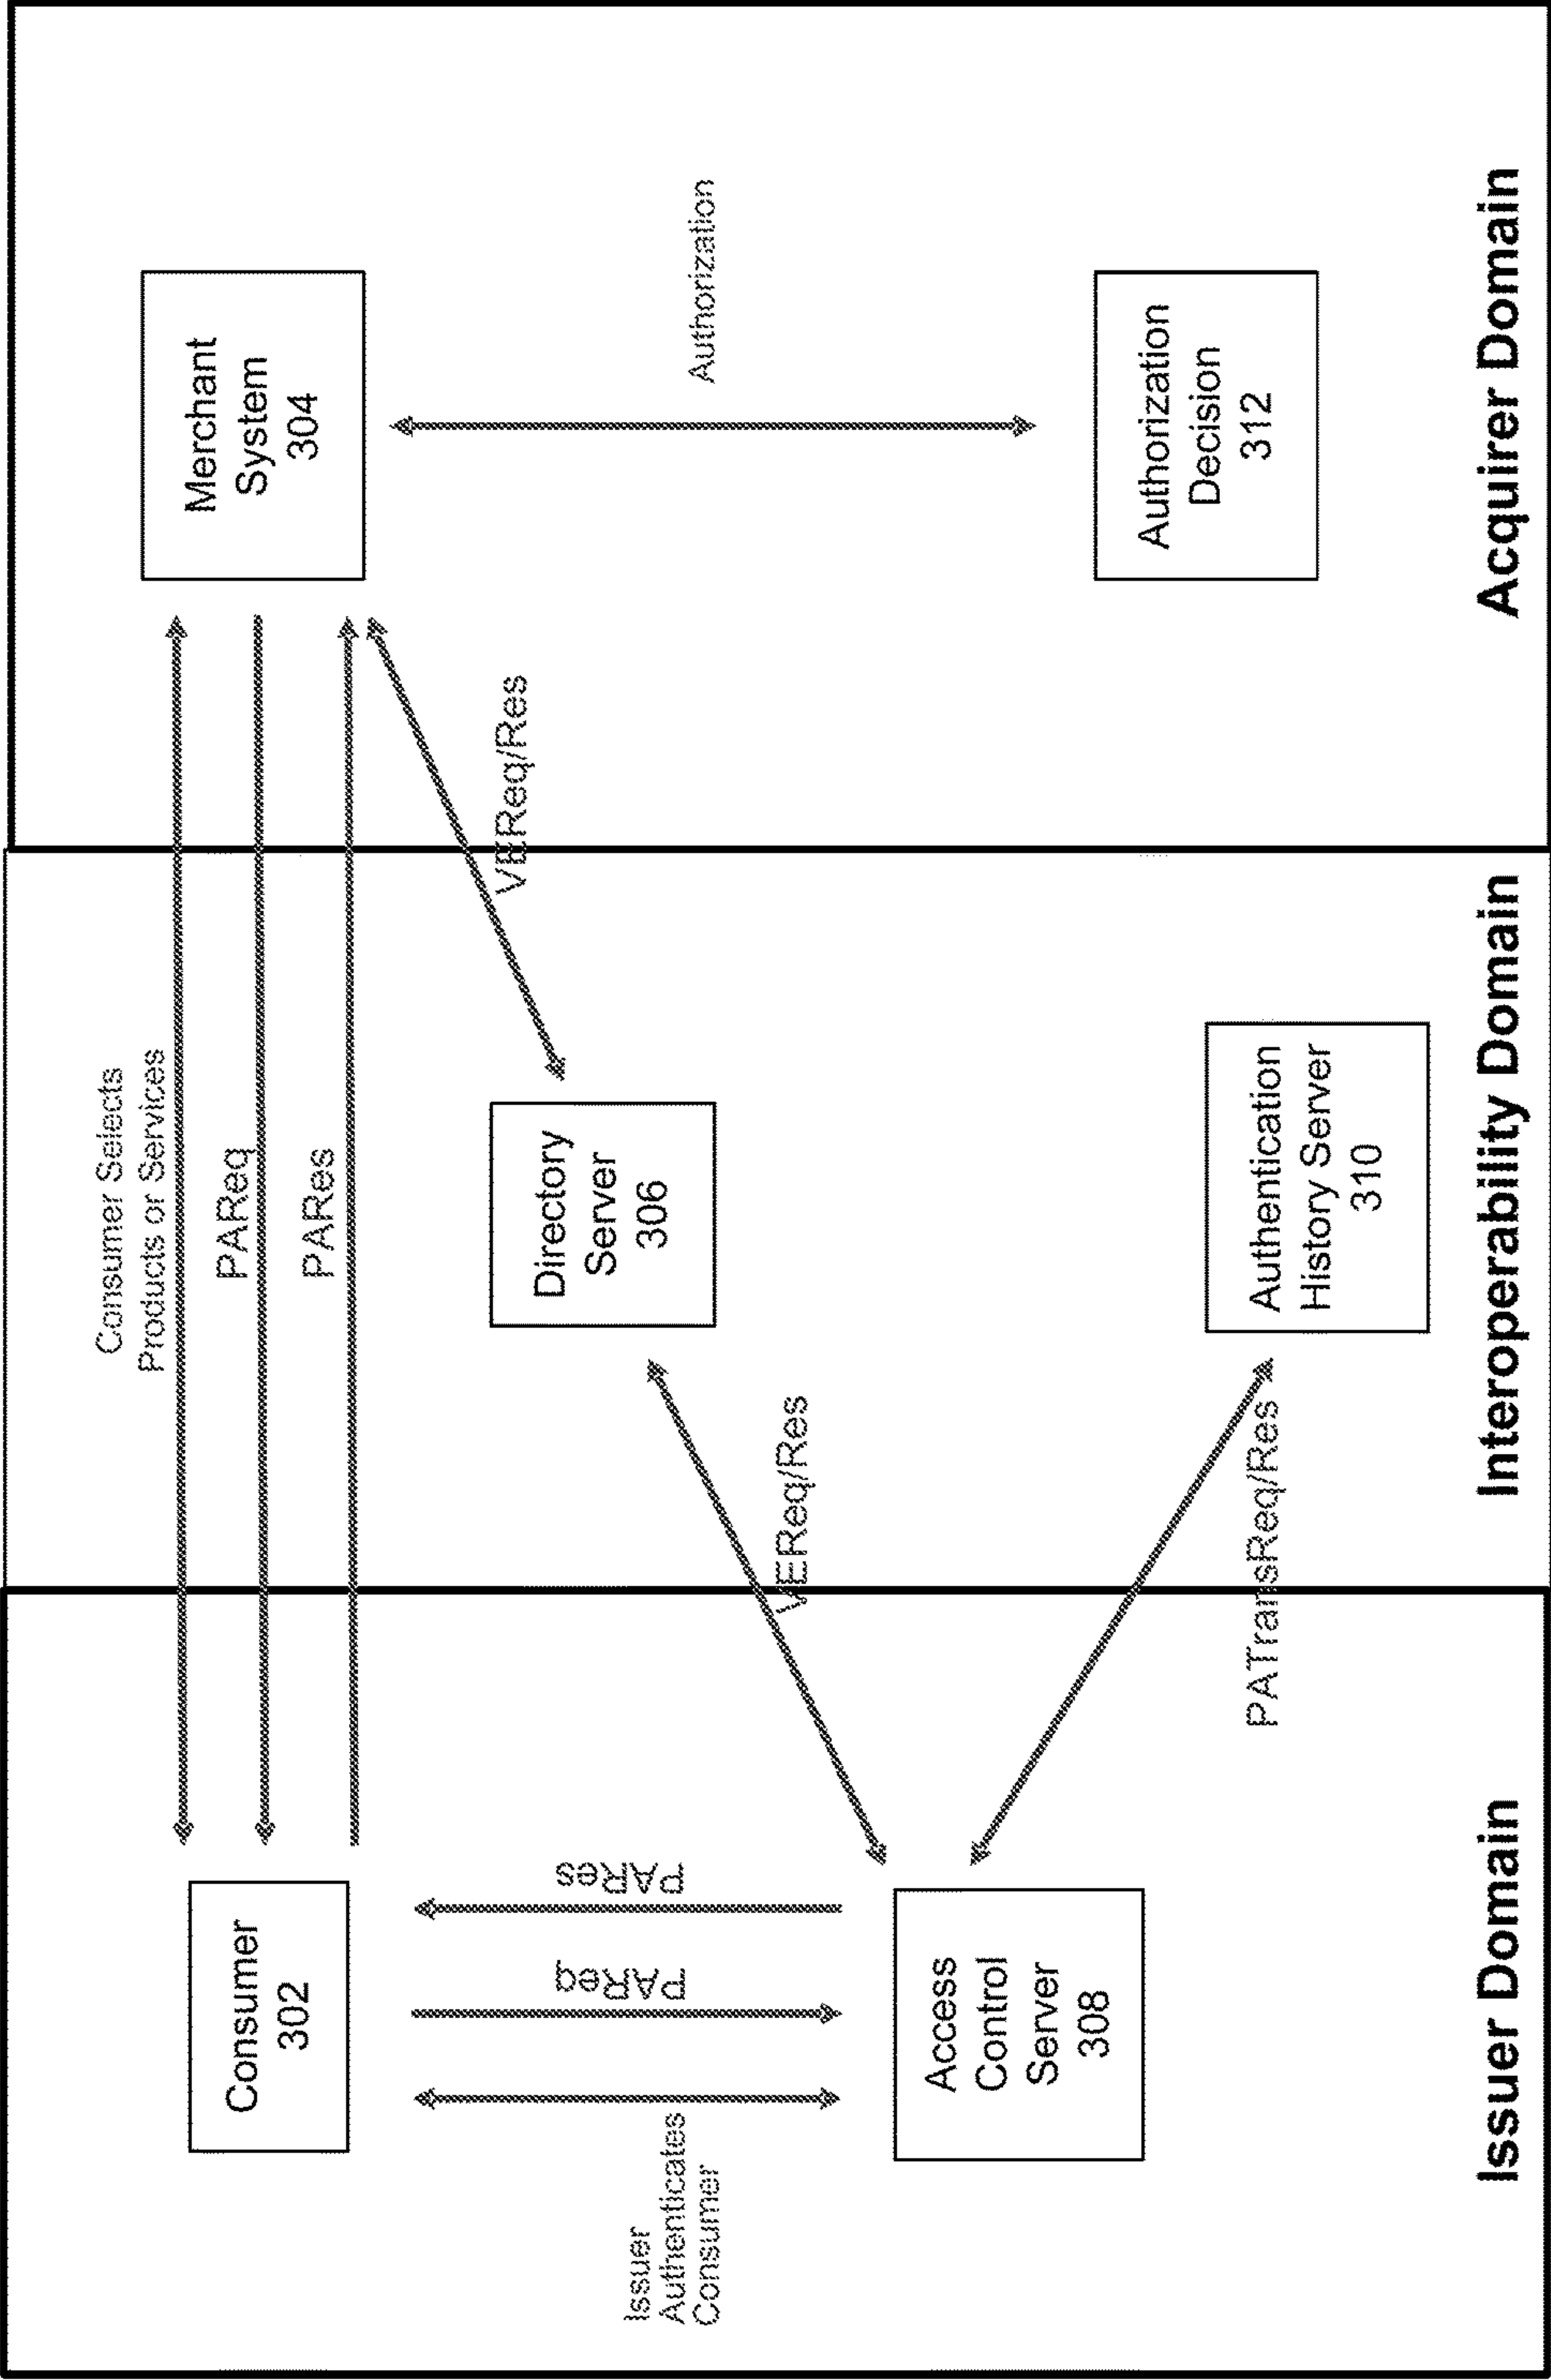 Consumer Selects
Products or Services
PAReq
PARes
Consumer
302
Merchant
System
304
Issuer
Authenticates
Consumer
PAReq
PARes
VEReq/Res
Directory
Server
306
VEReq/Res
Authorization
Access
Control
Server
308
PATransReq/Res
Authentication
History Server
310
Authorization
Decision
312
Issuer Domain
Interoperability Domain
Acquirer Domain